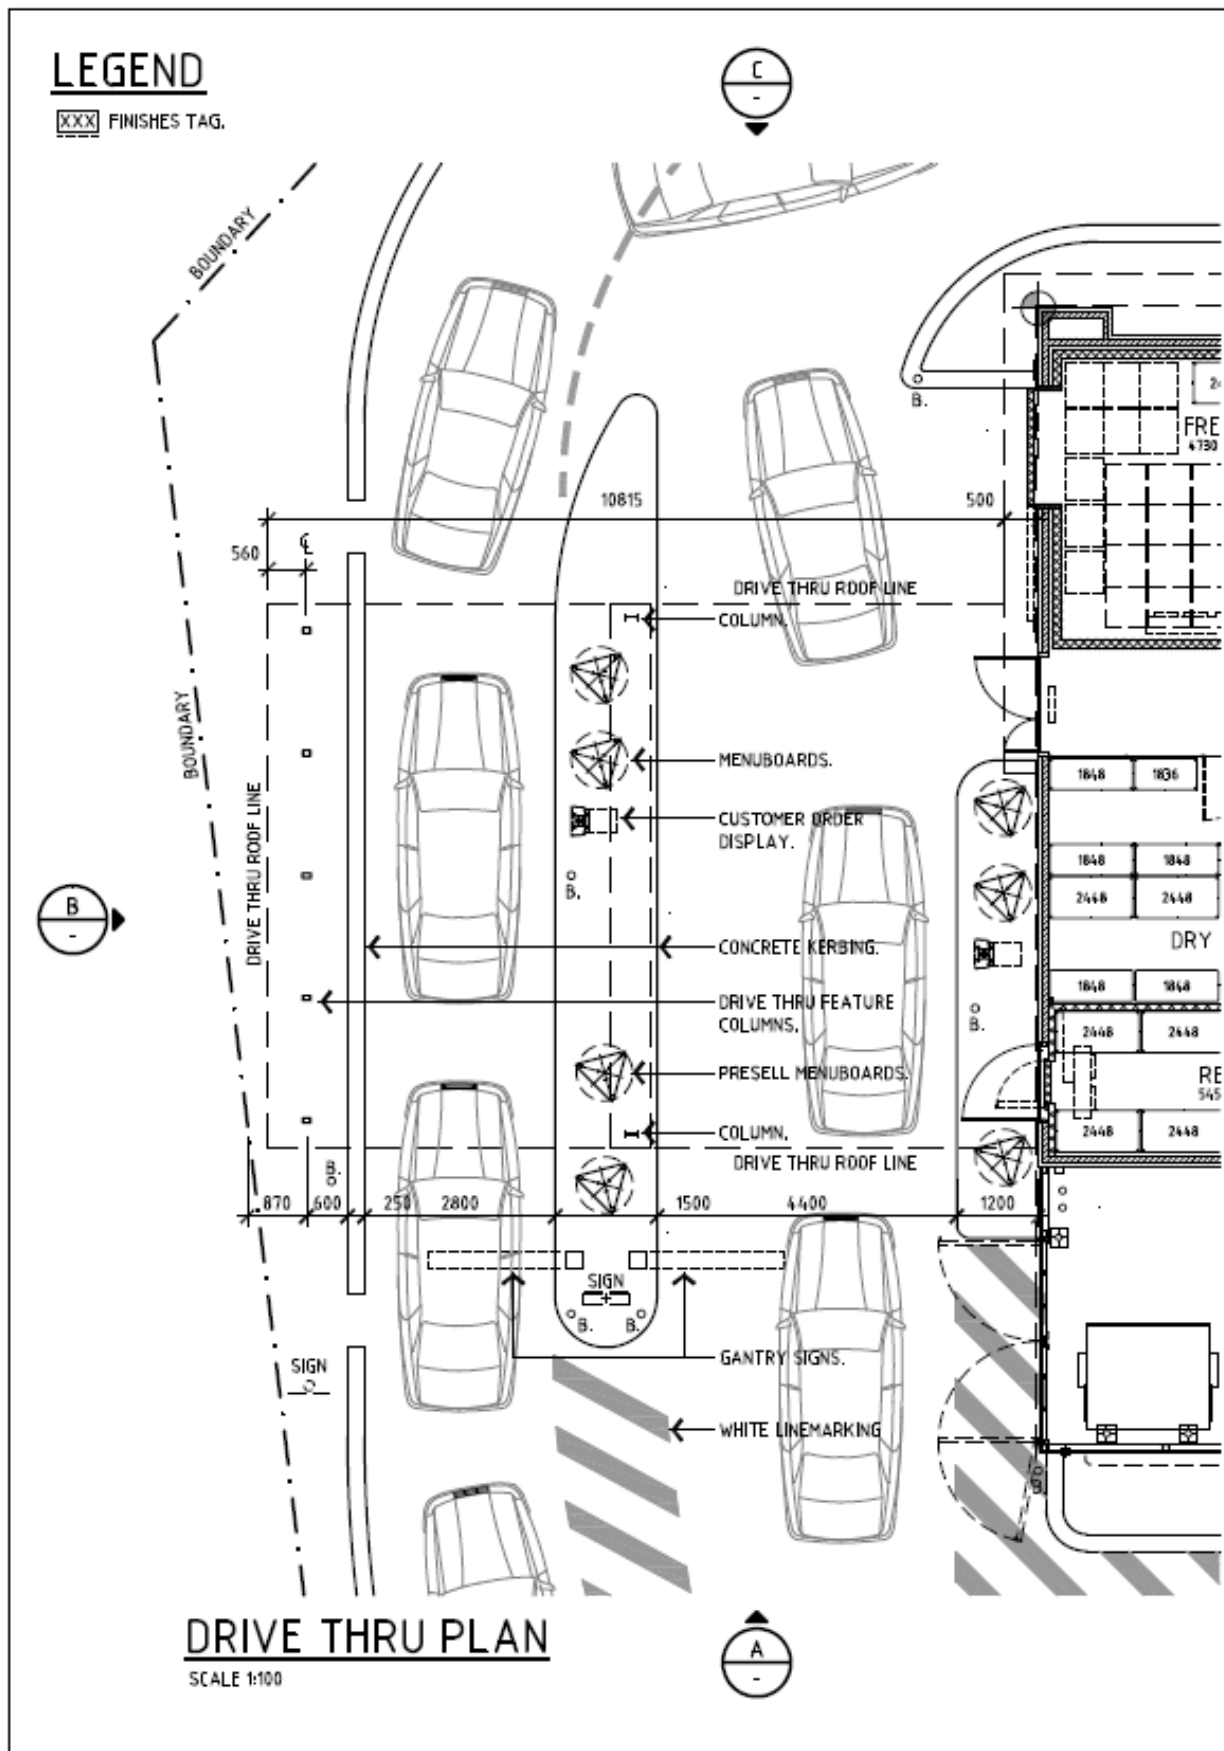 LEGEND
XXX FINISHES TAG.
C
-
BOUNDARY
B.
24
FRE
4730
10815
500
560
℄
DRIVE THRU ROOF LINE
COLUMN.
BOUNDARY
MENUBOARDS.
1848 1836
DRIVE THRU ROOF LINE
CUSTOMER ORDER
DISPLAY.
1848 1848
B.
2448 2448
B
-
CONCRETE KERBING.
DRY
DRIVE THRU FEATURE
COLUMNS.
1848 1848
B.
2448 2448
PRESELL MENUBOARDS.
RE
545
COLUMN.
2448 2448
DRIVE THRU ROOF LINE
B.
870 600 250 2800 1500 4400 1200
SIGN
B. B.
GANTRY SIGNS.
SIGN
WHITE LINEMARKING
DRIVE THRU PLAN
SCALE 1:100
A
-